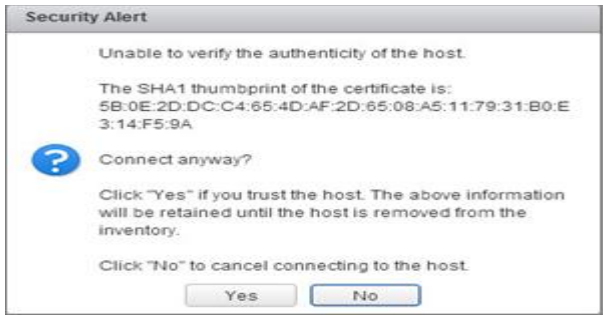 Security Alert
Unable to verify the authenticity of the host.
The SHA1 thumbprint of the certificate is:
5B:0E:2D:DC:C4:65:4D:AF:2D:65:08:A5:11:79:31:B0:E
3:14:F5:9A
Connect anyway?
Click "Yes" if you trust the host. The above information
will be retained until the host is removed from the
inventory.
Click "No" to cancel connecting to the host.
Yes
No